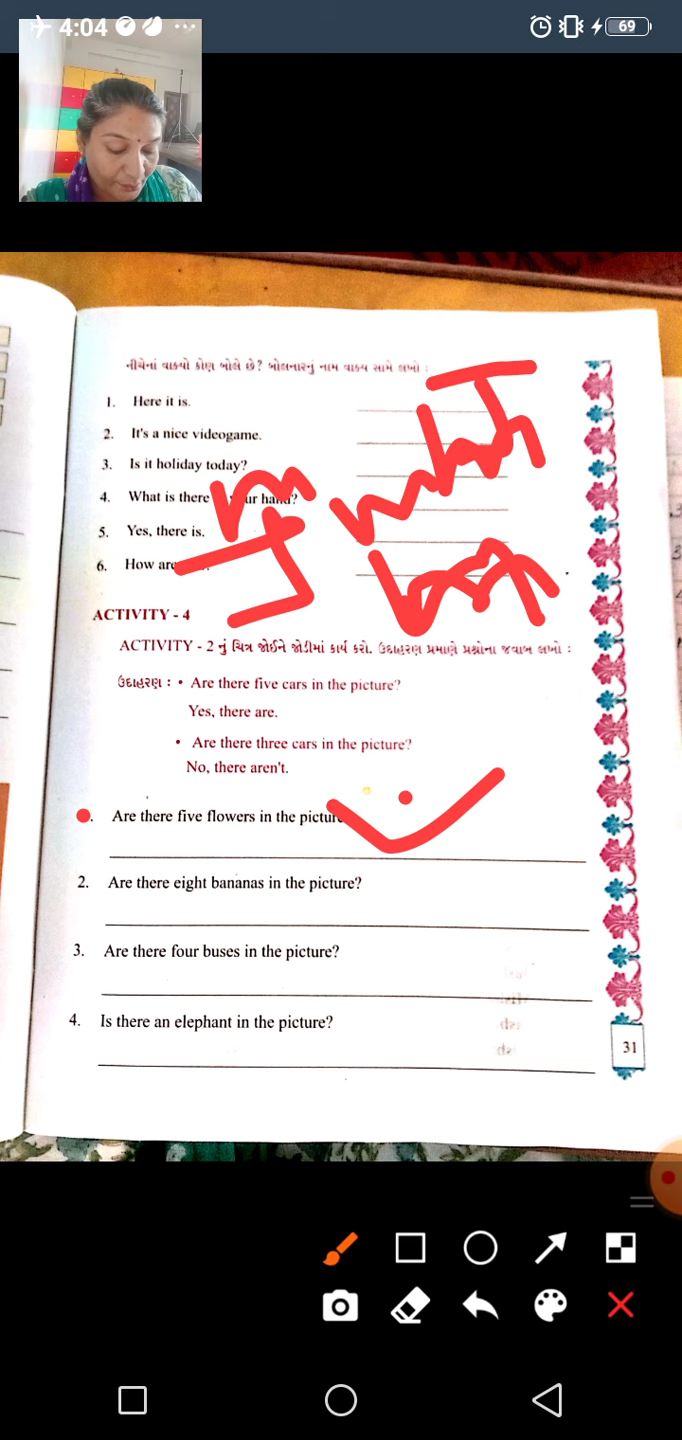 4:04
69
નીચેનાં વાક્યો કોણ બોલે છે? બોલનારનું નામ વાક્ય સામે લખો :
1. Here it is.
2. It's a nice videogame.
3. Is it holiday today?
4. What is there hand?
5. Yes, there is.
6. How are
ACTIVITY - 4
ACTIVITY - 2 નું ચિત્ર જોઈને જોડીમાં કાર્ય કરો. ઉદાહરણ પ્રમાણે પ્રશ્નોના જવાબ લખો :
ઉદાહરણ : • Are there five cars in the picture?
Yes, there are.
• Are there three cars in the picture?
No, there aren't.
Are there five flowers in the picture
2. Are there eight bananas in the picture?
3. Are there four buses in the picture?
4. Is there an elephant in the picture?
31